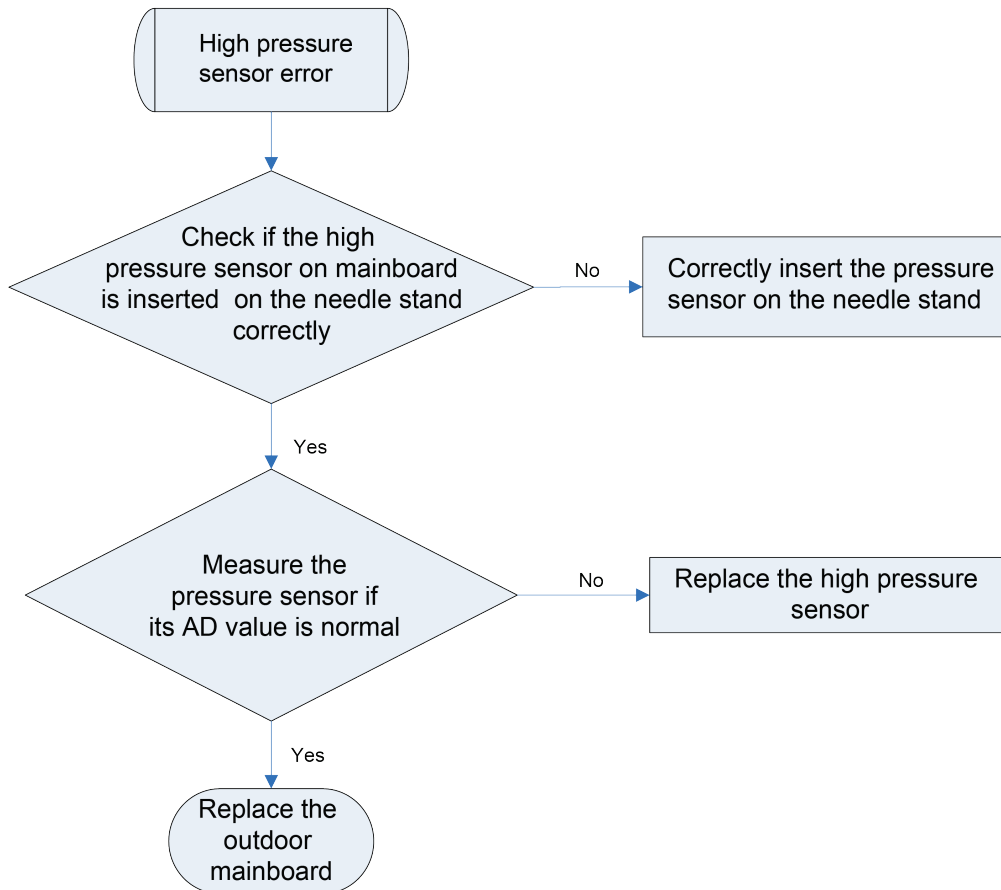 High pressure
sensor error
Check if the high
pressure sensor on mainboard
is inserted on the needle stand
correctly
No
Correctly insert the pressure
sensor on the needle stand
Yes
Measure the
pressure sensor if
its AD value is normal
No
Replace the high pressure
sensor
Yes
Replace the
outdoor
mainboard